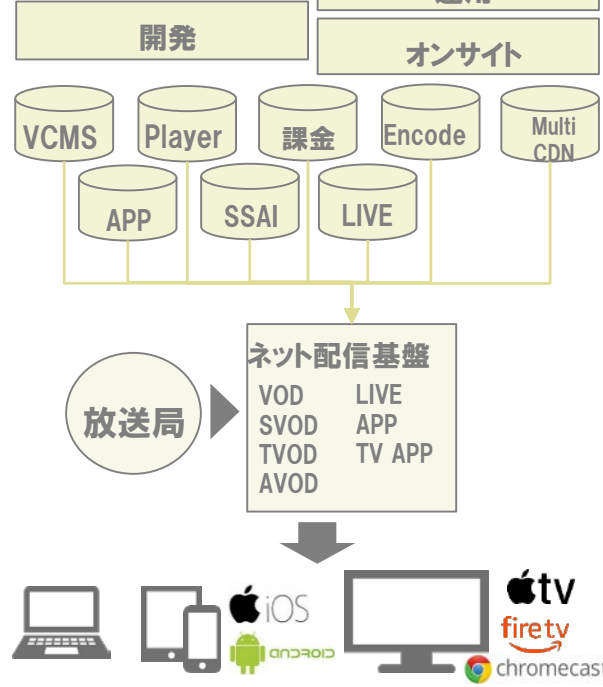 開発
オンサイト
VCMS
Player
課金
Encode
Multi
CDN
APP
SSAI
LIVE
ネット配信基盤
VOD LIVE
SVOD APP
TVOD TV APP
AVOD
放送局
iOS
android
tv
firetv
chromecast